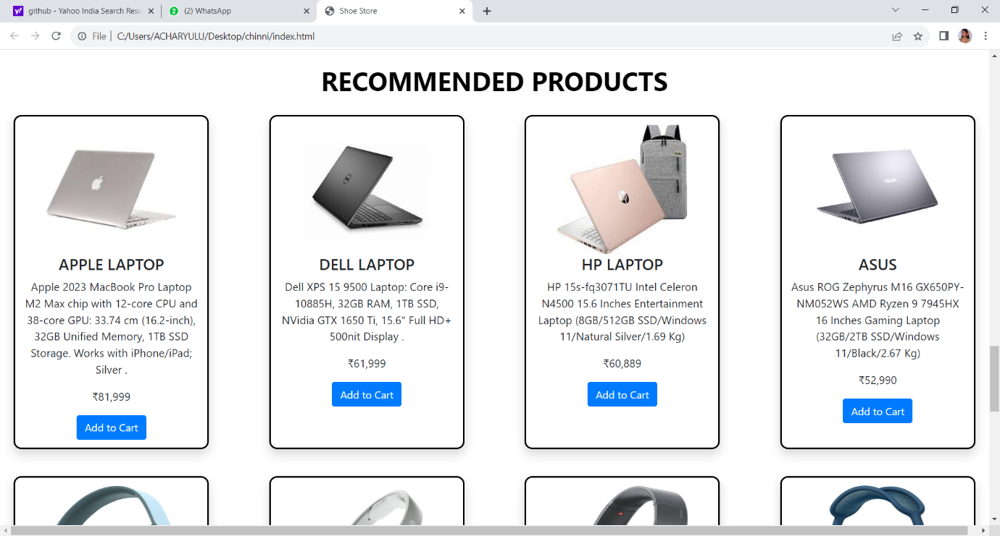 github - Yahoo India Search Resu
(2) WhatsApp
Shoe Store
File | C:/Users/ACHARYULU/Desktop/chinni/index.html
RECOMMENDED PRODUCTS
APPLE LAPTOP
Apple 2023 MacBook Pro Laptop
M2 Max chip with 12-core CPU and
38-core GPU: 33.74 cm (16.2-inch),
32GB Unified Memory, 1TB SSD
Storage. Works with iPhone/iPad;
Silver .
₹81,999
Add to Cart
DELL LAPTOP
Dell XPS 15 9500 Laptop: Core i9-
10885H, 32GB RAM, 1TB SSD,
NVidia GTX 1650 Ti, 15.6" Full HD+
500nit Display .
₹61,999
Add to Cart
HP LAPTOP
HP 15s-fq3071TU Intel Celeron
N4500 15.6 Inches Entertainment
Laptop (8GB/512GB SSD/Windows
11/Natural Silver/1.69 Kg)
₹60,889
Add to Cart
ASUS
ASUS
Asus ROG Zephyrus M16 GX650PY-
NM052WS AMD Ryzen 9 7945HX
16 Inches Gaming Laptop
(32GB/2TB SSD/Windows
11/Black/2.67 Kg)
₹52,990
Add to Cart